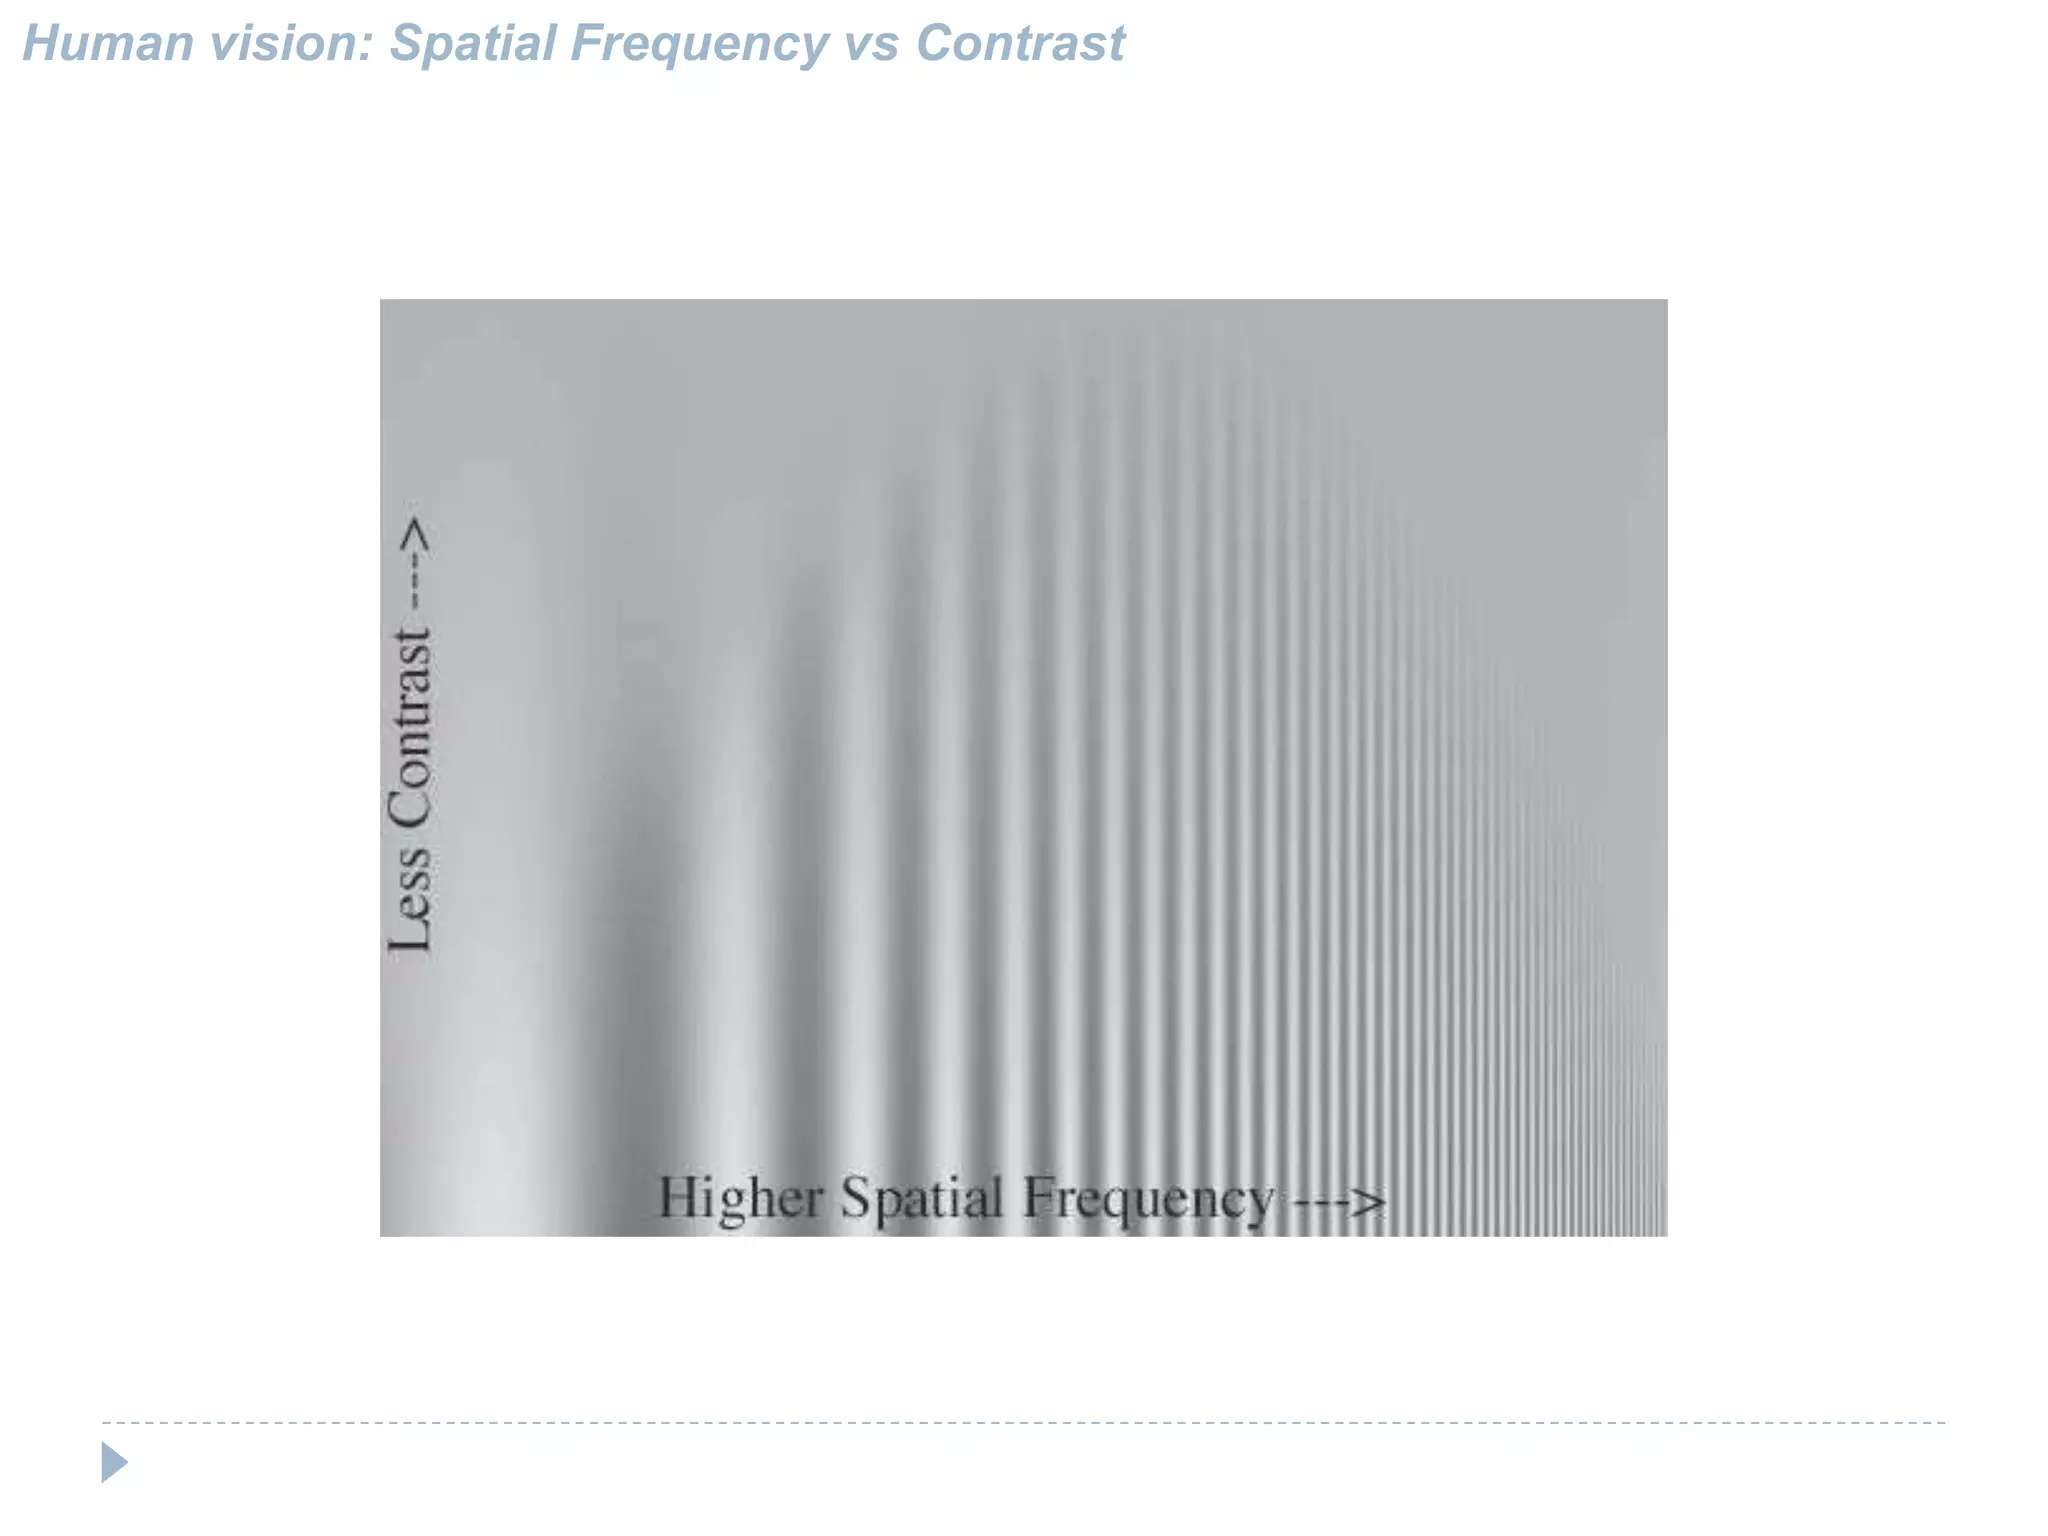 Human vision: Spatial Frequency vs Contrast
Less Contrast ---->
Higher Spatial Frequency --->